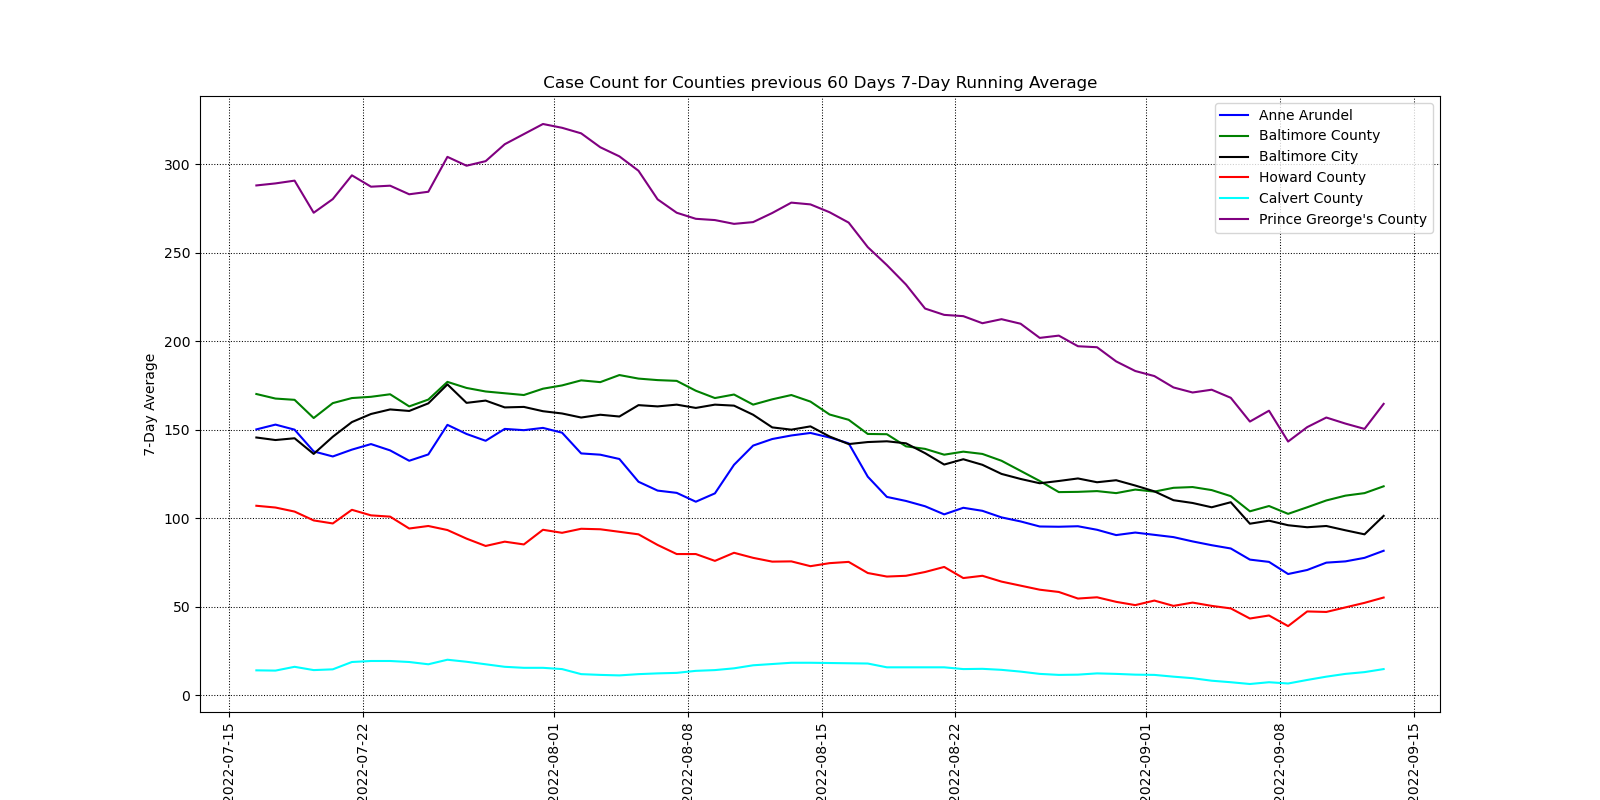 Case Count for Counties previous 60 Days 7-Day Running Average
Anne Arundel
Baltimore County
Baltimore City
Howard County
Calvert County
Prince Greorge's County
7-Day Average
300
250
200
150
100
50
0
2022-07-15
2022-07-22
2022-08-01
2022-08-08
2022-08-15
2022-08-22
2022-09-01
2022-09-08
2022-09-15